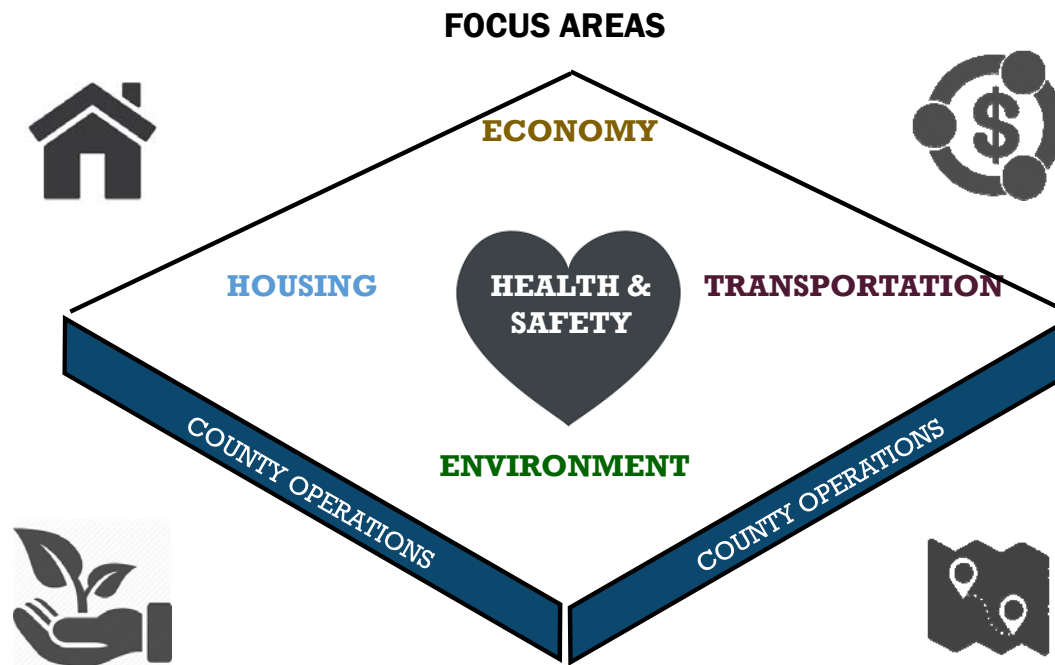 FOCUS AREAS
ECONOMY
$
HOUSING
HEALTH &
SAFETY
TRANSPORTATION
ENVIRONMENT
COUNTY OPERATIONS
COUNTY OPERATIONS